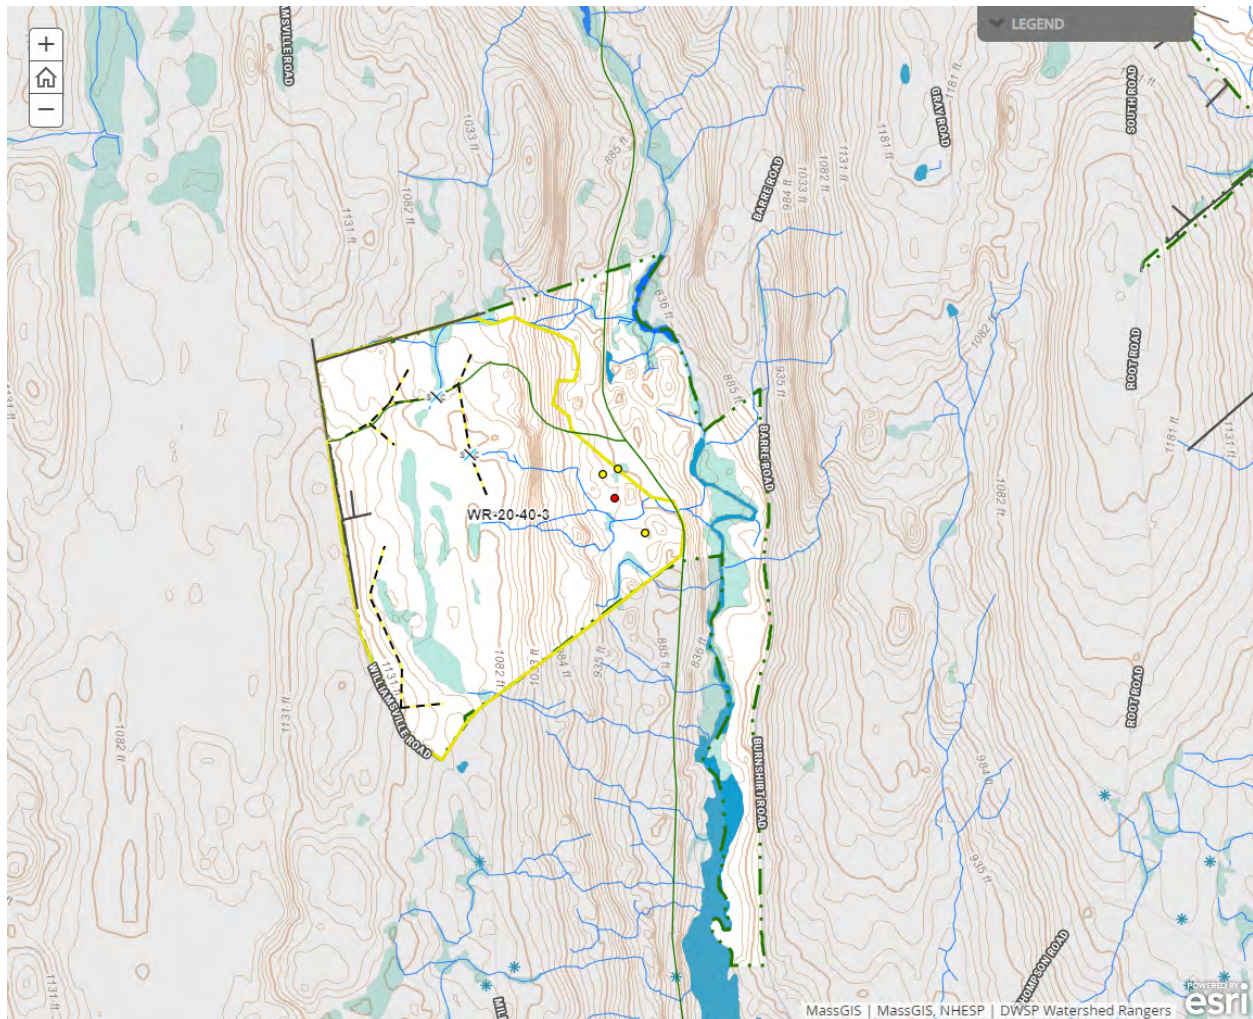 +
−
LEGEND
AMSVILLE ROAD
SOUTH ROAD
GRAY ROAD
1181 ft
1181 ft
1033 ft
885 ft
BARRE ROAD
984 ft
1033 ft
1082 ft
1131 ft
1082 ft
1131 ft
836 ft
1082 ft
ROOT ROAD
885 ft
935 ft
BARRE ROAD
1181 ft
1131 ft
1082 ft
WR-20-40-3
1131 ft
WILLIAMSVILLE ROAD
1082 ft
1033 ft
984 ft
935 ft
885 ft
836 ft
1131 ft
1082 ft
ROOT ROAD
BURNSHIRT ROAD
984 ft
935 ft
THOMPSON ROAD
MassGIS | MassGIS, NHESP | DWSP Watershed Rangers
POWERED BY
esri